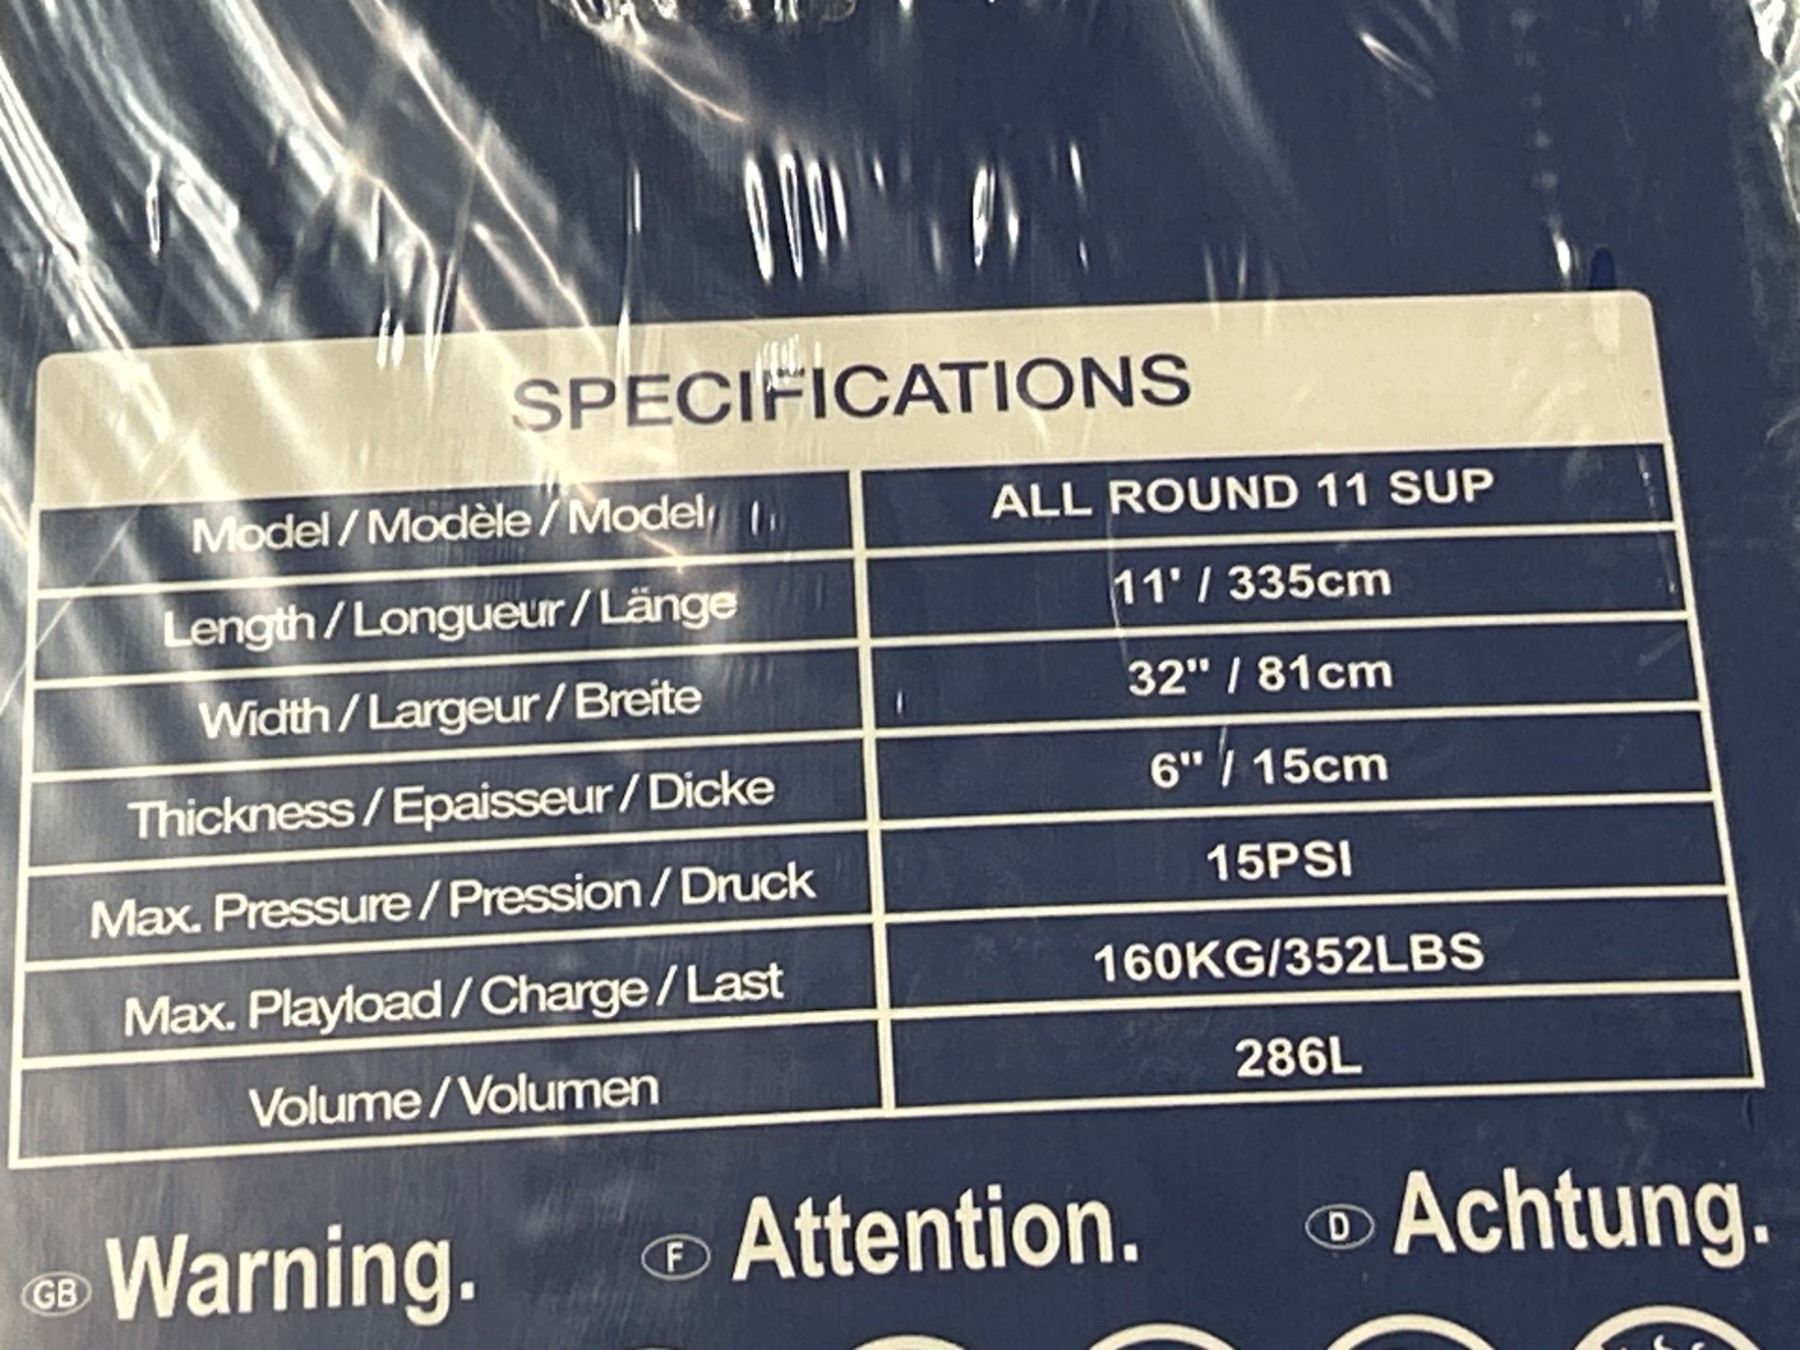 SPECIFICATIONS
Model / Modèle / Model ALL ROUND 11 SUP
Length / Longueur / Länge 11' / 335cm
Width / Largeur / Breite 32" / 81cm
Thickness / Epaisseur / Dicke 6" / 15cm
Max. Pressure / Pression / Druck 15PSI
Max. Playload / Charge / Last 160KG/352LBS
Volume / Volumen 286L
GB Warning. F Attention. D Achtung.